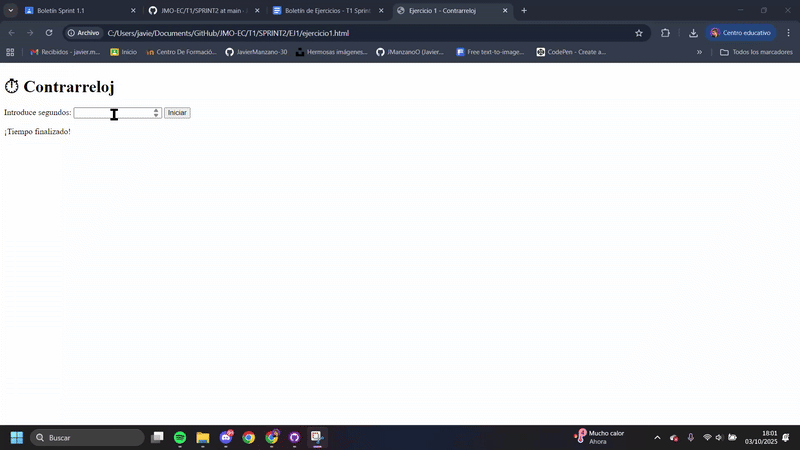 Boletín Sprint 1.1
JMO-EC/T1/SPRINT2 at main
Boletín de Ejercicios - T1 Sprint
Ejercicio 1 - Contrarreloj
Archivo
C:/Users/javie/Documents/GitHub/JMO-EC/T1/SPRINT2/EJ1/ejercicio1.html
Centro educativo
Recibidos - javier.m...
Inicio
Centro De Formació...
JavierManzano-30
Hermosas imágenes...
JManzanoO (Javier...
Free text-to-image...
CodePen - Create a...
Todos los marcadores
Contrarreloj
Introduce segundos:
Iniciar
¡Tiempo finalizado!
Buscar
Mucho calor
Ahora
18:01
03/10/2025